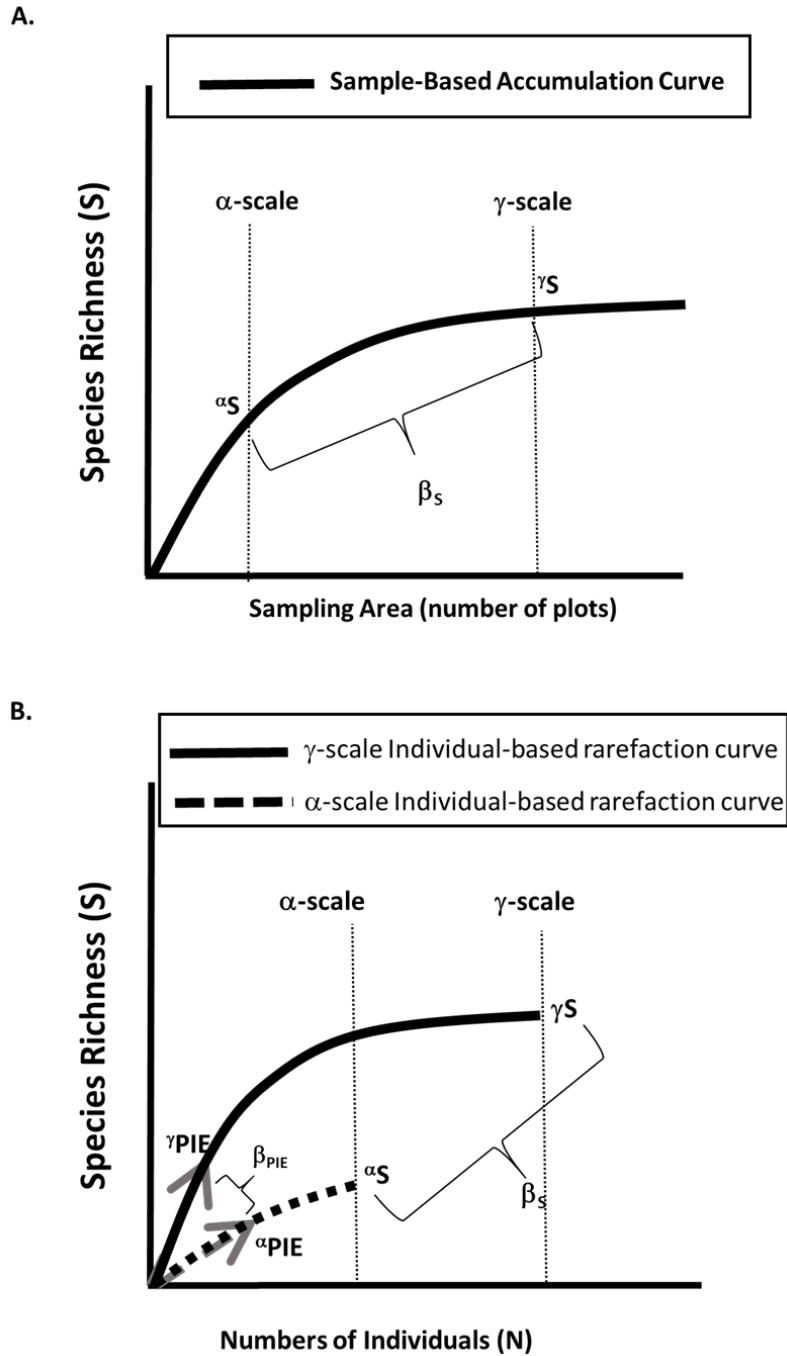 A.
Sample-Based Accumulation Curve
Species Richness (S)
α-scale
γ-scale
γS
αS
βS
Sampling Area (number of plots)
B.
γ-scale Individual-based rarefaction curve
α-scale Individual-based rarefaction curve
Species Richness (S)
α-scale
γ-scale
γS
γPIE
βPIE
αS
βS
αPIE
Numbers of Individuals (N)